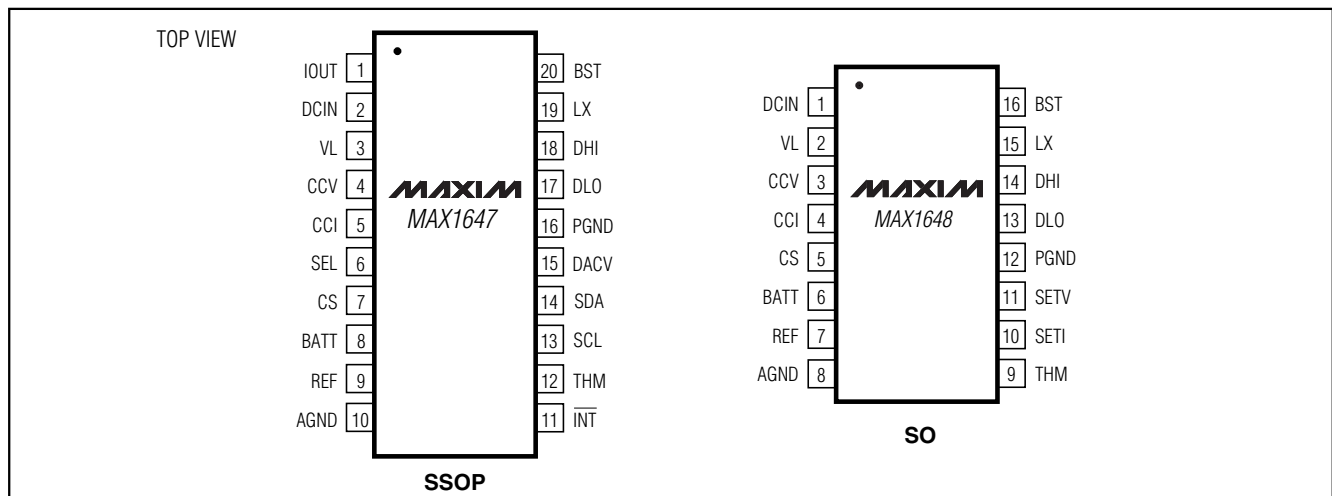 TOP VIEW
IOUT 1
DCIN 2
VL 3
CCV 4
CCI 5
SEL 6
CS 7
BATT 8
REF 9
AGND 10
MAXIM
MAX1647
20 BST
19 LX
18 DHI
17 DLO
16 PGND
15 DACV
14 SDA
13 SCL
12 THM
11 INT
SSOP
DCIN 1
VL 2
CCV 3
CCI 4
CS 5
BATT 6
REF 7
AGND 8
MAXIM
MAX1648
16 BST
15 LX
14 DHI
13 DLO
12 PGND
11 SETV
10 SETI
9 THM
SO